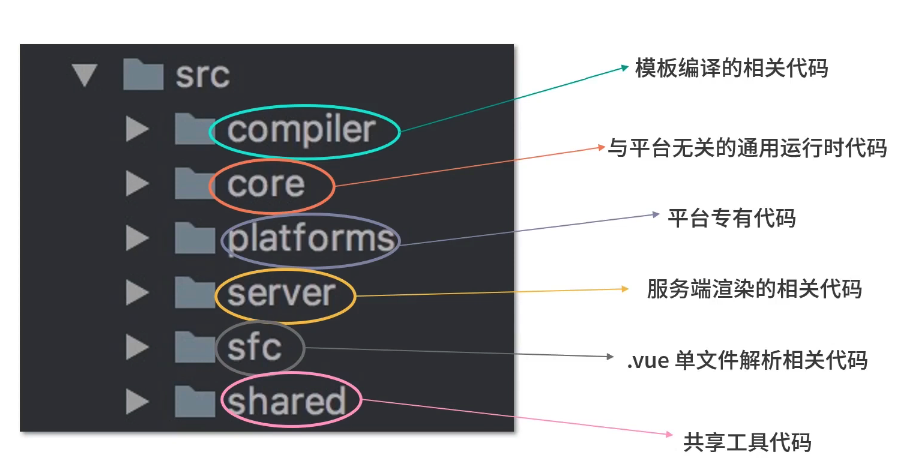 src
compiler
模板编译的相关代码
core
与平台无关的通用运行时代码
platforms
平台专有代码
server
服务端渲染的相关代码
sfc
.vue 单文件解析相关代码
shared
共享工具代码